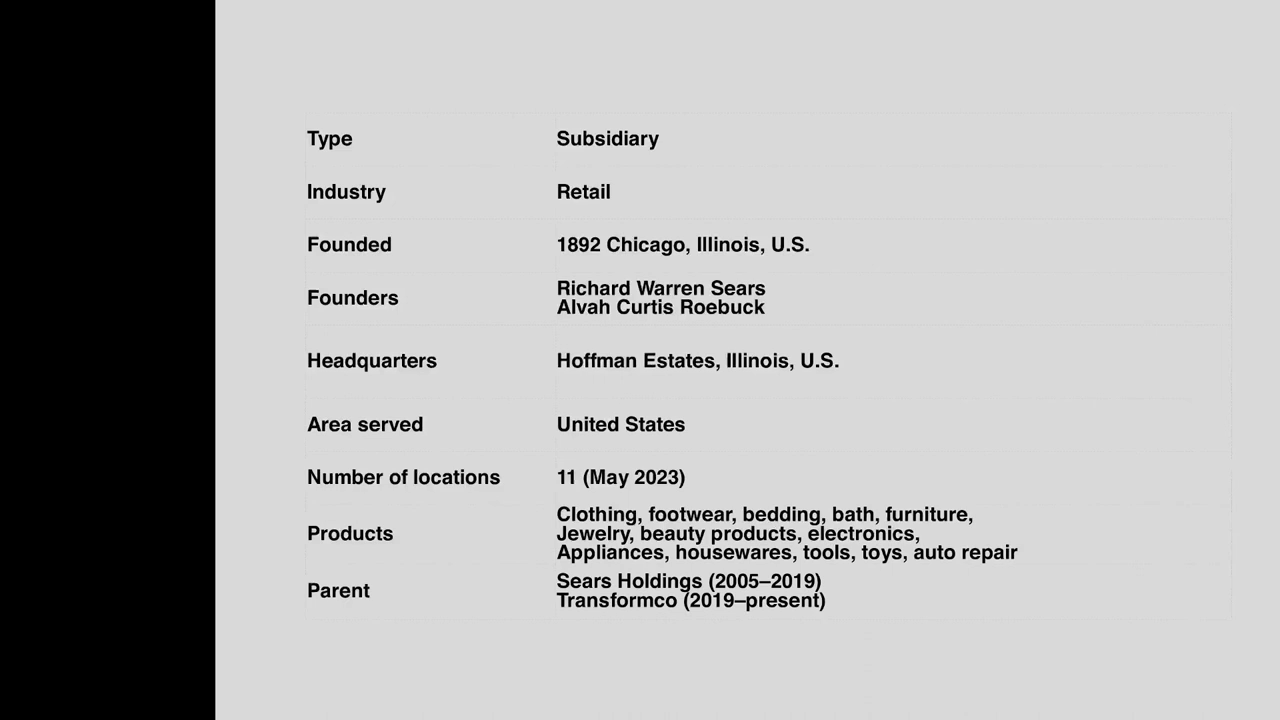 Type Subsidiary
Industry Retail
Founded 1892 Chicago, Illinois, U.S.
Founders Richard Warren Sears
Alvah Curtis Roebuck
Headquarters Hoffman Estates, Illinois, U.S.
Area served United States
Number of locations 11 (May 2023)
Products Clothing, footwear, bedding, bath, furniture,
Jewelry, beauty products, electronics,
Appliances, housewares, tools, toys, auto repair
Parent Sears Holdings (2005–2019)
Transformco (2019–present)